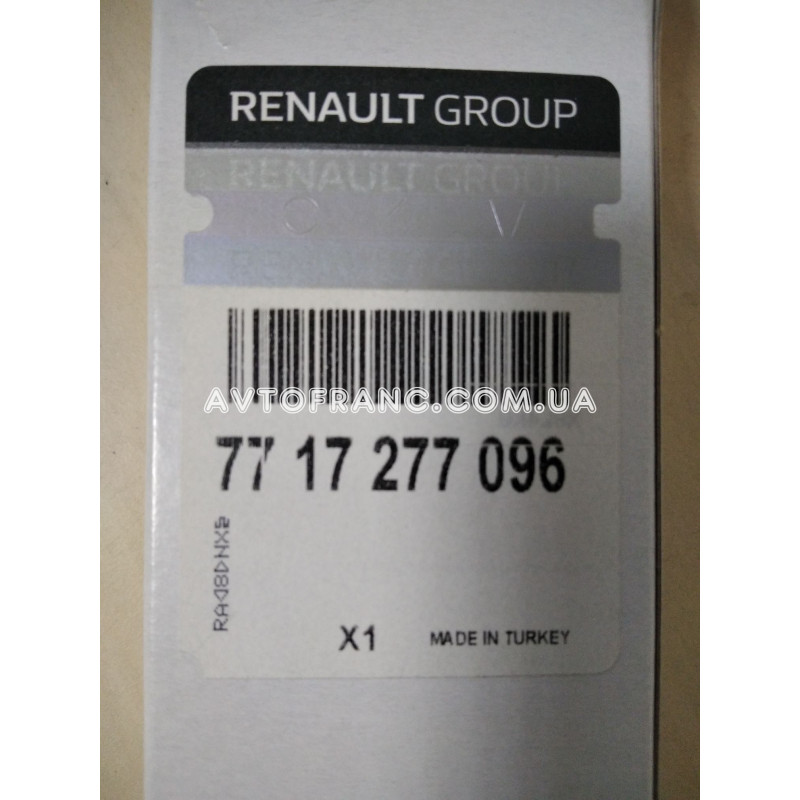 RENAULT GROUP
RENAULT GROUP
AVTOFRANC.COM.UA
77 17 277 096
X1
MADE IN TURKEY